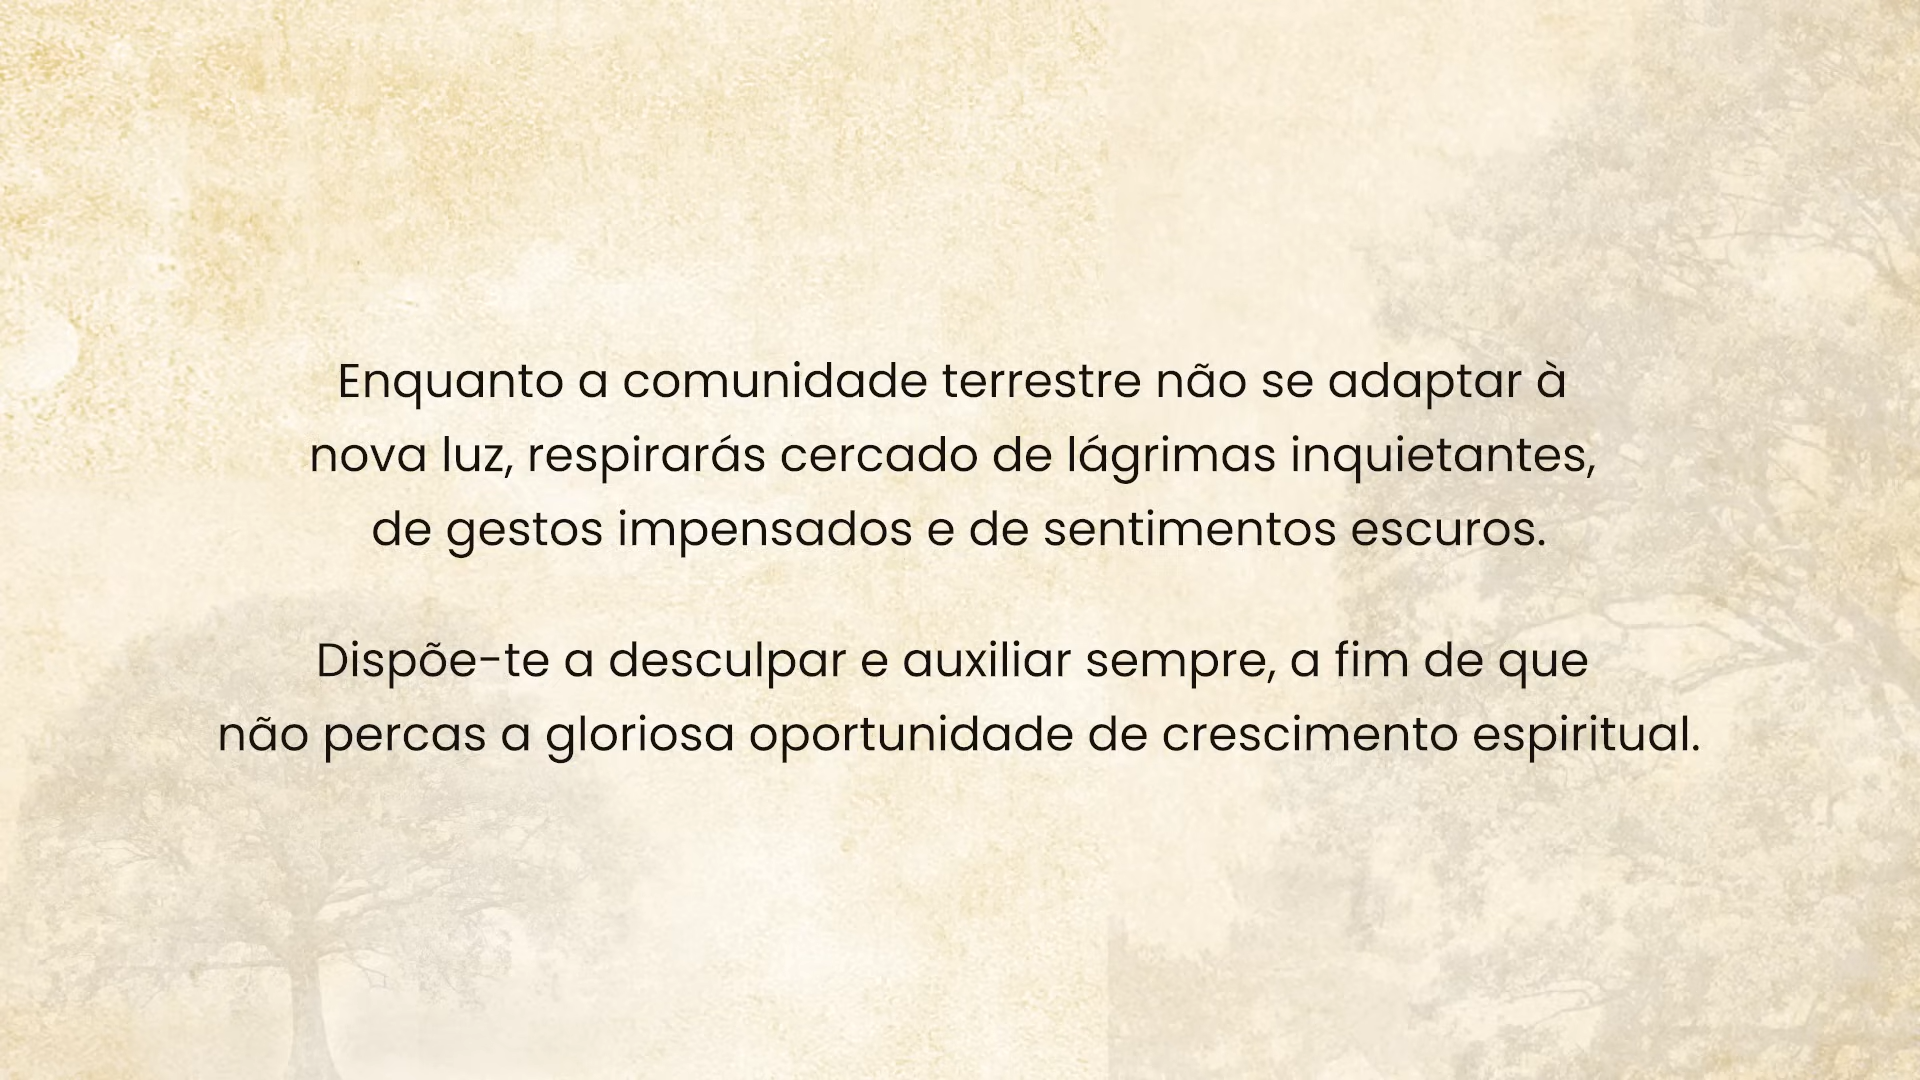 Enquanto a comunidade terrestre não se adaptar à
nova luz, respirarás cercado de lágrimas inquietantes,
de gestos impensados e de sentimentos escuros.
Dispõe-te a desculpar e auxiliar sempre, a fim de que
não percas a gloriosa oportunidade de crescimento espiritual.